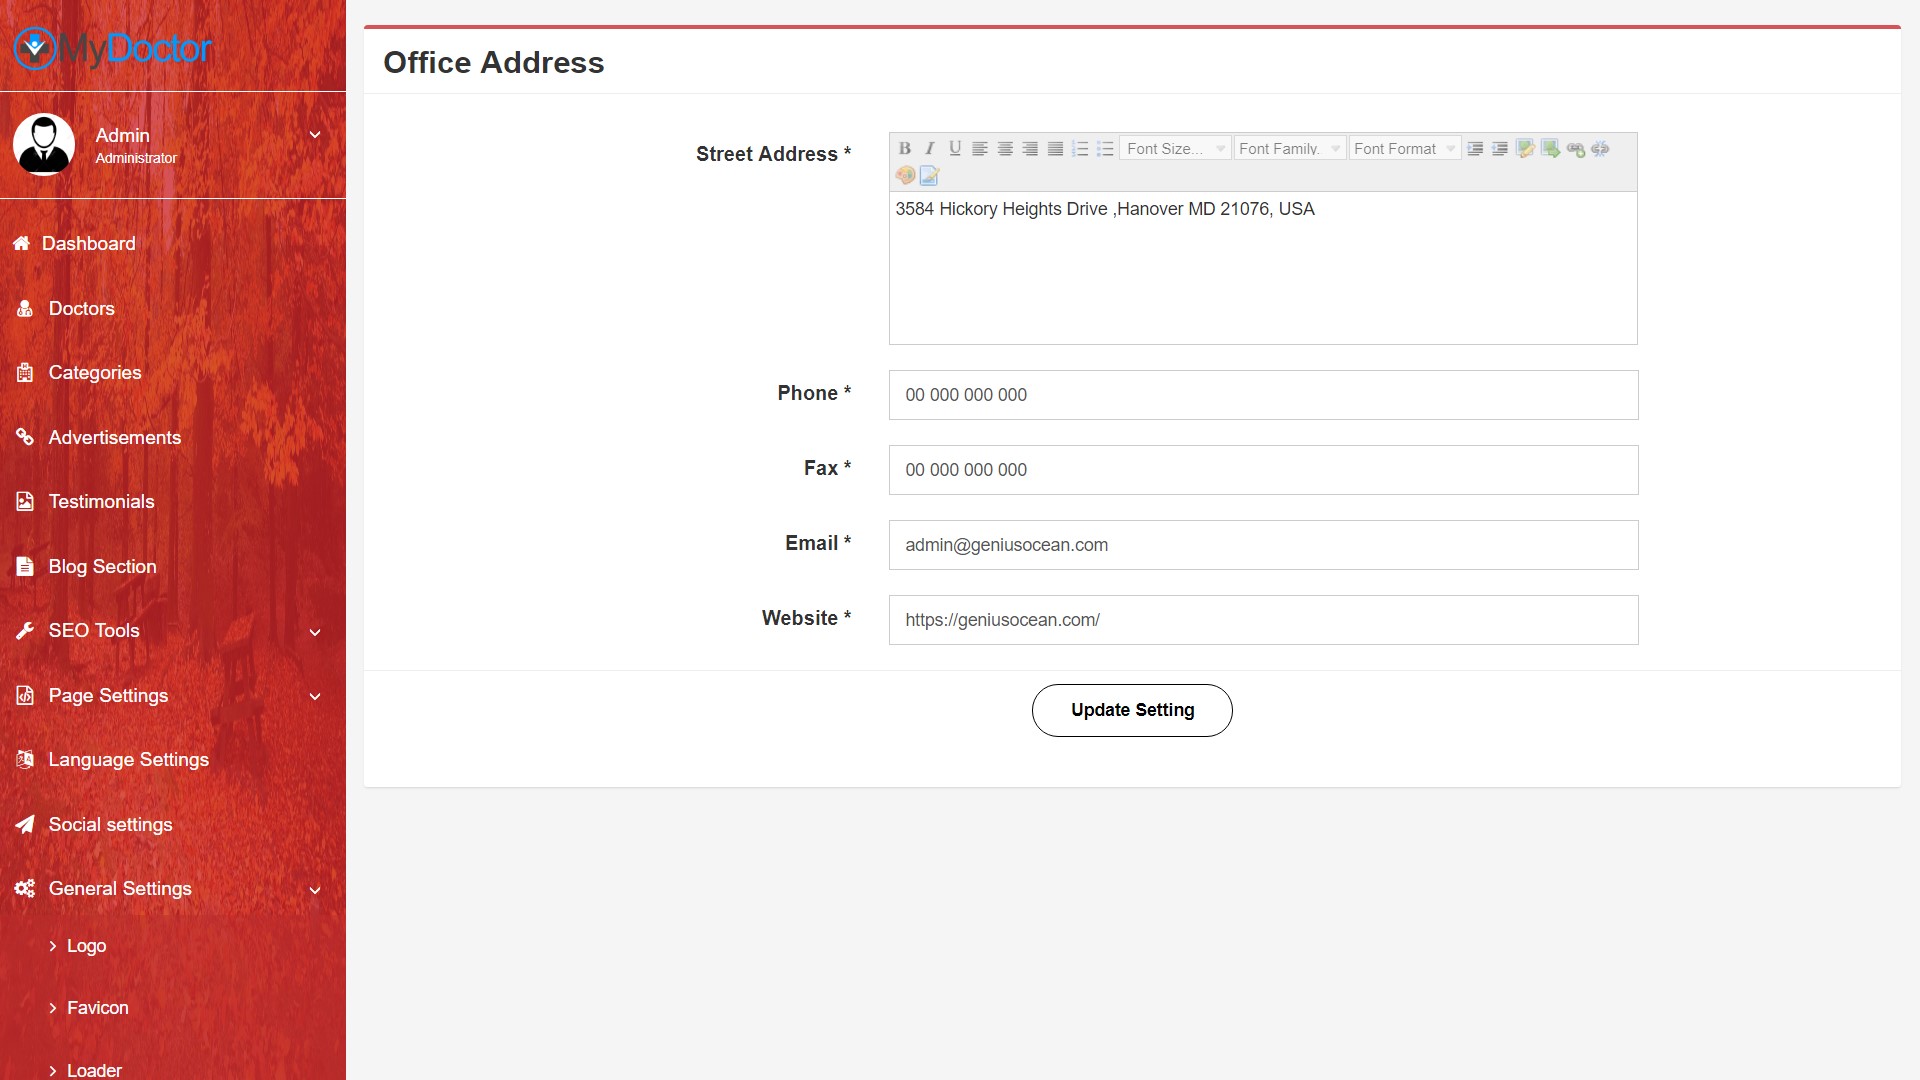 MyDoctor
Admin
Administrator
Dashboard
Doctors
Categories
Advertisements
Testimonials
Blog Section
SEO Tools
Page Settings
Language Settings
Social settings
General Settings
Logo
Favicon
Loader
Office Address
Street Address *
B I U Font Size... Font Family. Font Format
3584 Hickory Heights Drive ,Hanover MD 21076, USA
Phone *
00 000 000 000
Fax *
00 000 000 000
Email *
admin@geniusocean.com
Website *
https://geniusocean.com/
Update Setting